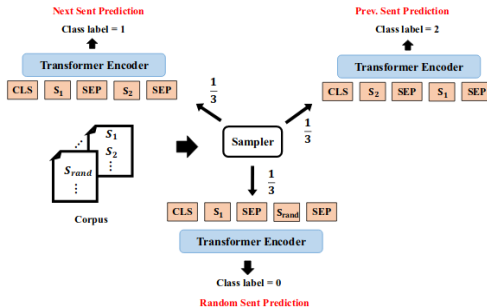 Next Sent Prediction
Class label = 1
Transformer Encoder
CLS S₁ SEP S₂ SEP
Prev. Sent Prediction
Class label = 2
Transformer Encoder
CLS S₂ SEP S₁ SEP
1/3
1/3
S₁
S₂
⋮
S_rand
⋮
Corpus
Sampler
1/3
CLS S₁ SEP S_rand SEP
Transformer Encoder
Class label =0
Random Sent Prediction